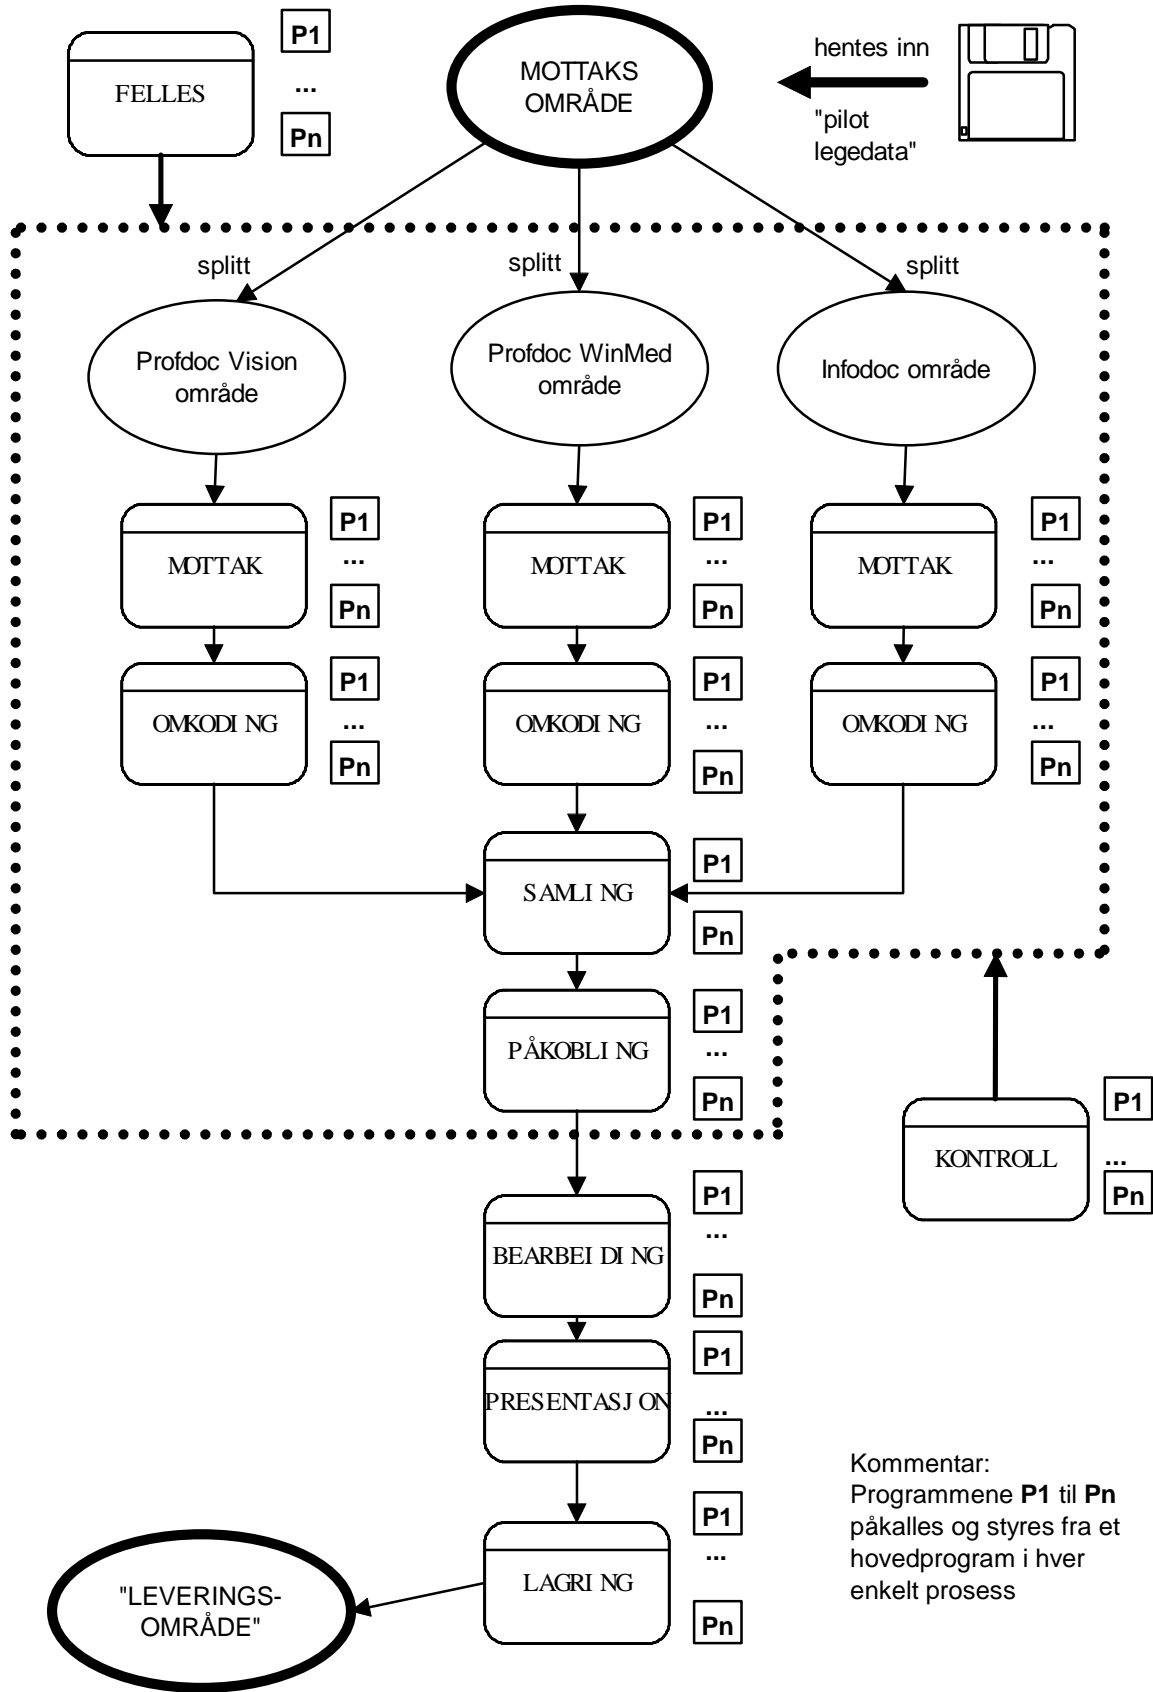 P1
FELLES
...
Pn
MOTTAKS
OMRÅDE
hentes inn
"pilot
legedata"
splitt
splitt
splitt
Profdoc Vision
område
Profdoc WinMed
område
Infodoc område
MOTTAK
P1
...
Pn
MOTTAK
P1
...
Pn
MOTTAK
P1
...
Pn
OMKODING
P1
...
Pn
OMKODING
P1
...
Pn
OMKODING
P1
...
Pn
SAMLING
P1
Pn
PÅKOBLING
P1
...
Pn
KONTROLL
P1
...
Pn
BEARBEIDING
P1
...
Pn
PRESENTASJON
P1
...
Pn
LAGRING
P1
...
Pn
"LEVERINGS-
OMRÅDE"
Kommentar:
Programmene P1 til Pn
påkalles og styres fra et
hovedprogram i hver
enkelt prosess